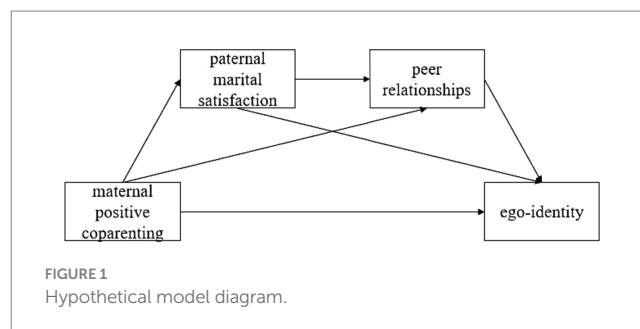 paternal
marital
satisfaction
peer
relationships
maternal
positive
coparenting
ego-identity
FIGURE 1
Hypothetical model diagram.